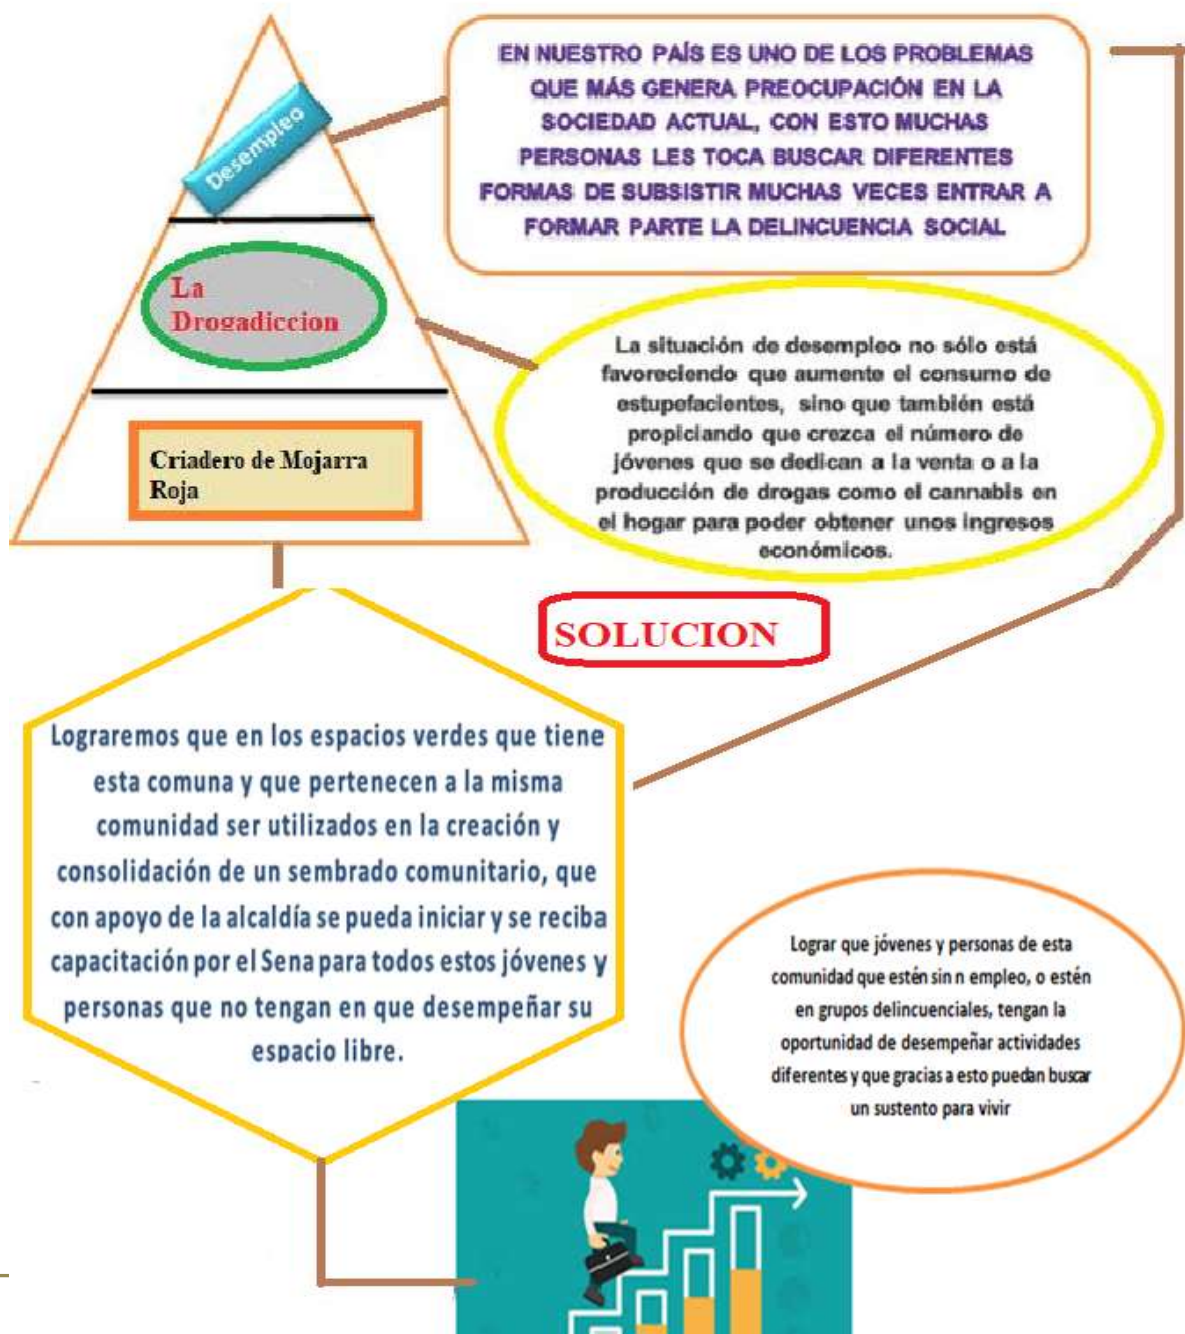 Desempleo
EN NUESTRO PAÍS ES UNO DE LOS PROBLEMAS
QUE MÁS GENERA PREOCUPACIÓN EN LA
SOCIEDAD ACTUAL, CON ESTO MUCHAS
PERSONAS LES TOCA BUSCAR DIFERENTES
FORMAS DE SUBSISTIR MUCHAS VECES ENTRAR A
FORMAR PARTE LA DELINCUENCIA SOCIAL
La
Drogadiccion
La situación de desempleo no sólo está
favoreciendo que aumente el consumo de
estupefacientes, sino que también está
propiciando que crezca el número de
jóvenes que se dedican a la venta o a la
producción de drogas como el cannabis en
el hogar para poder obtener unos ingresos
económicos.
Criadero de Mojarra
Roja
SOLUCION
Lograremos que en los espacios verdes que tiene
esta comuna y que pertenecen a la misma
comunidad ser utilizados en la creación y
consolidación de un sembrado comunitario, que
con apoyo de la alcaldía se pueda iniciar y se reciba
capacitación por el Sena para todos estos jóvenes y
personas que no tengan en que desempeñar su
espacio libre.
Lograr que jóvenes y personas de esta
comunidad que estén sin n empleo, o estén
en grupos delincuenciales, tengan la
oportunidad de desempeñar actividades
diferentes y que gracias a esto puedan buscar
un sustento para vivir